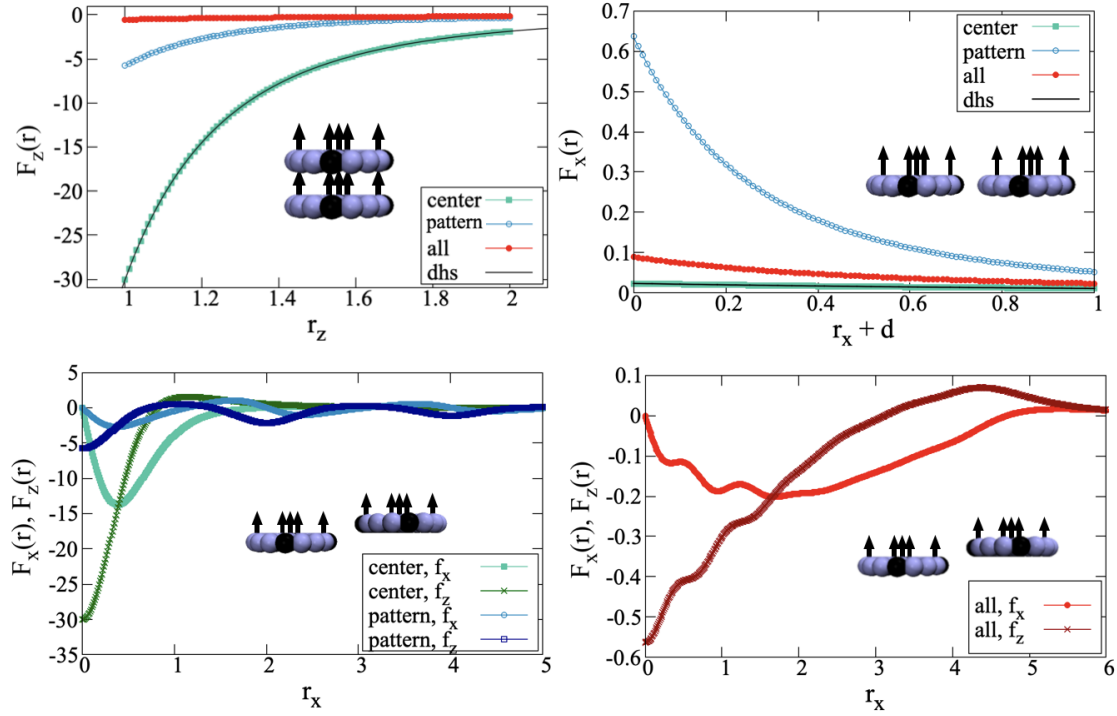 0
-5
-10
-15
-20
-25
-30
F_z(r)
1
1.2
1.4
1.6
1.8
2
r_z
center
pattern
all
dhs
0.7
0.6
0.5
0.4
0.3
0.2
0.1
0
F_x(r)
0
0.2
0.4
0.6
0.8
1
r_x + d
center
pattern
all
dhs
5
0
-5
-10
-15
-20
-25
-30
-35
F_x(r), F_z(r)
0
1
2
3
4
5
r_x
center, f_x
center, f_z
pattern, f_x
pattern, f_z
0.1
0
-0.1
-0.2
-0.3
-0.4
-0.5
-0.6
F_x(r), F_z(r)
0
1
2
3
4
5
6
r_x
all, f_x
all, f_z